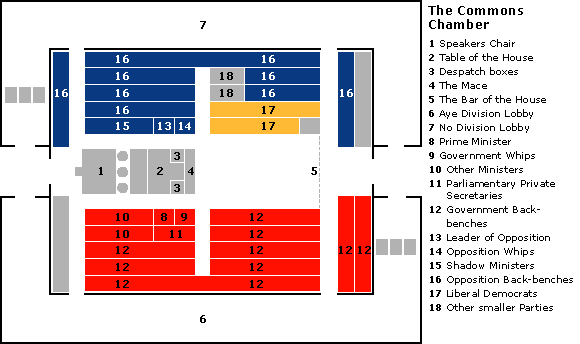 The Commons
Chamber
1 Speakers Chair
2 Table of the House
3 Despatch boxes
4 The Mace
5 The Bar of the House
6 Aye Division Lobby
7 No Division Lobby
8 Prime Minister
9 Government Whips
10 Other Ministers
11 Parliamentary Private
Secretaries
12 Government Back-
benches
13 Leader of Opposition
14 Opposition Whips
15 Shadow Ministers
16 Opposition Back-benches
17 Liberal Democrats
18 Other smaller Parties
7
16 16
16 18 16
16 16 18 16 16
16 17
15 13 14 17
3
1 2 4 5
3
10 8 9 12
10 11 12
12 12 12 12
12 12
12 12
6